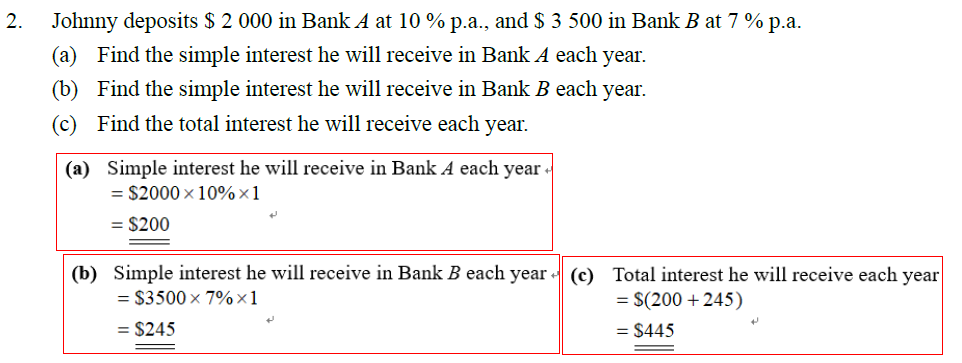 2. Johnny deposits $ 2 000 in Bank A at 10 % p.a., and $ 3 500 in Bank B at 7 % p.a.
(a) Find the simple interest he will receive in Bank A each year.
(b) Find the simple interest he will receive in Bank B each year.
(c) Find the total interest he will receive each year.
(a) Simple interest he will receive in Bank A each year
= $2000 × 10% × 1
= $200
(b) Simple interest he will receive in Bank B each year
= $3500 × 7% × 1
= $245
(c) Total interest he will receive each year
= $(200 + 245)
= $445